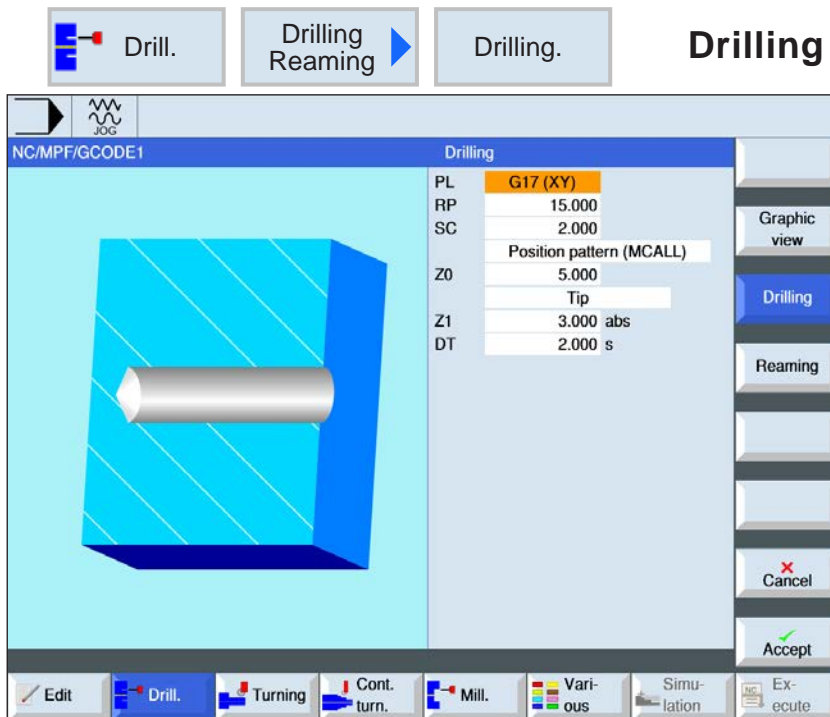 Drill.
Drilling
Reaming
Drilling.
Drilling
JOG
NC/MPF/GCODE1
Drilling
PL G17 (XY)
RP 15.000
SC 2.000
Position pattern (MCALL)
Z0 5.000
Tip
Z1 3.000 abs
DT 2.000 s
Graphic
view
Drilling
Reaming
Cancel
Accept
Edit
Drill.
Turning
Cont.
turn.
Mill.
Vari-
ous
Simu-
lation
NC
Ex-
ecute